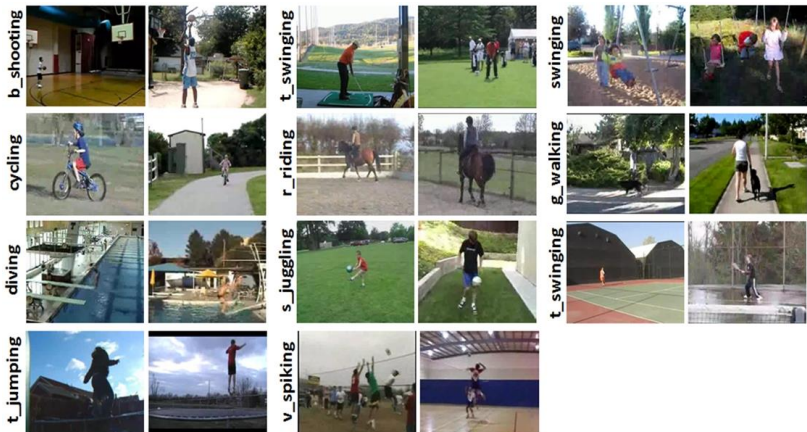 b_shooting
t_swinging
swinging
cycling
r_riding
g_walking
diving
s_juggling
t_swinging
t_jumping
v_spiking